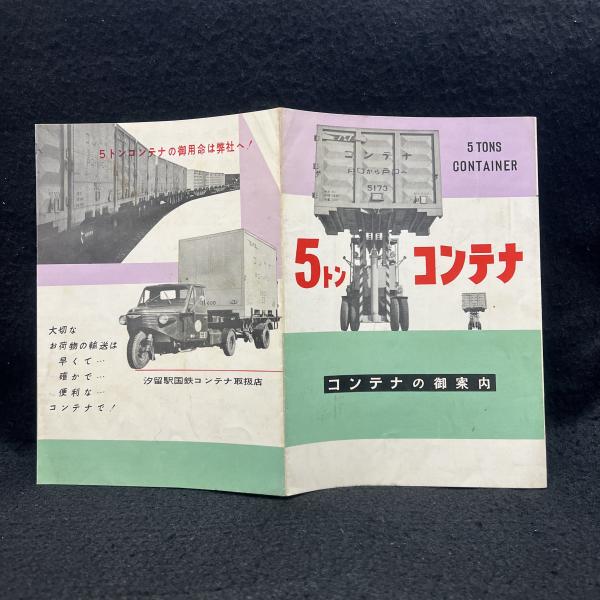 5トンコンテナの御用命は弊社へ!
大切な
お荷物の輸送は
早くて…
確かで…
便利な…
コンテナで!
汐留駅国鉄コンテナ取扱店
5 TONS
CONTAINER
コンテナ
戸口から戸口へ
5173
5トン コンテナ
コンテナの御案内